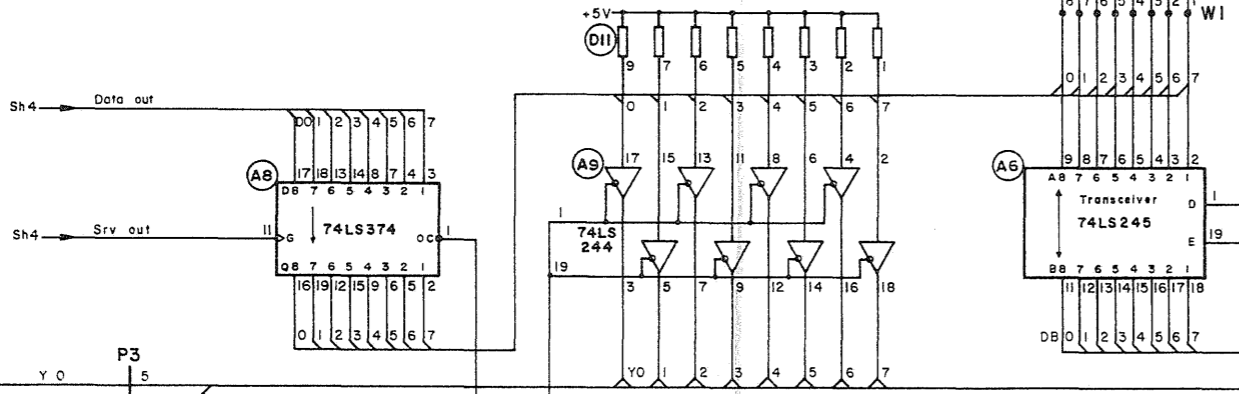 8 7 6 5 4 3 2 1
W1
+5V
D11
9 7 6 5 4 3 2 1
Sh4 Data out
0 1 2 3 4 5 6 7
0 1 2 3 4 5 6 7
D0 1 2 3 4 5 6 7
A8
17 18 13 14 8 7 4 3
D8 7 6 5 4 3 2 1
74LS374
Sh4 Srv out
11 G
OC 1
Q8 7 6 5 4 3 2 1
16 19 12 15 9 6 5 2
0 1 2 3 4 5 6 7
A9
17 15 13 11 8 6 4 2
1
74LS
244
19
3 5 7 9 12 14 16 18
A6
9 8 7 6 5 4 3 2
A8 7 6 5 4 3 2 1
Transceiver
D 1
74LS245
E 19
B8 7 6 5 4 3 2 1
11 12 13 14 15 16 17 18
DB 0 1 2 3 4 5 6 7
P3
Y 0 5
Y0 1 2 3 4 5 6 7